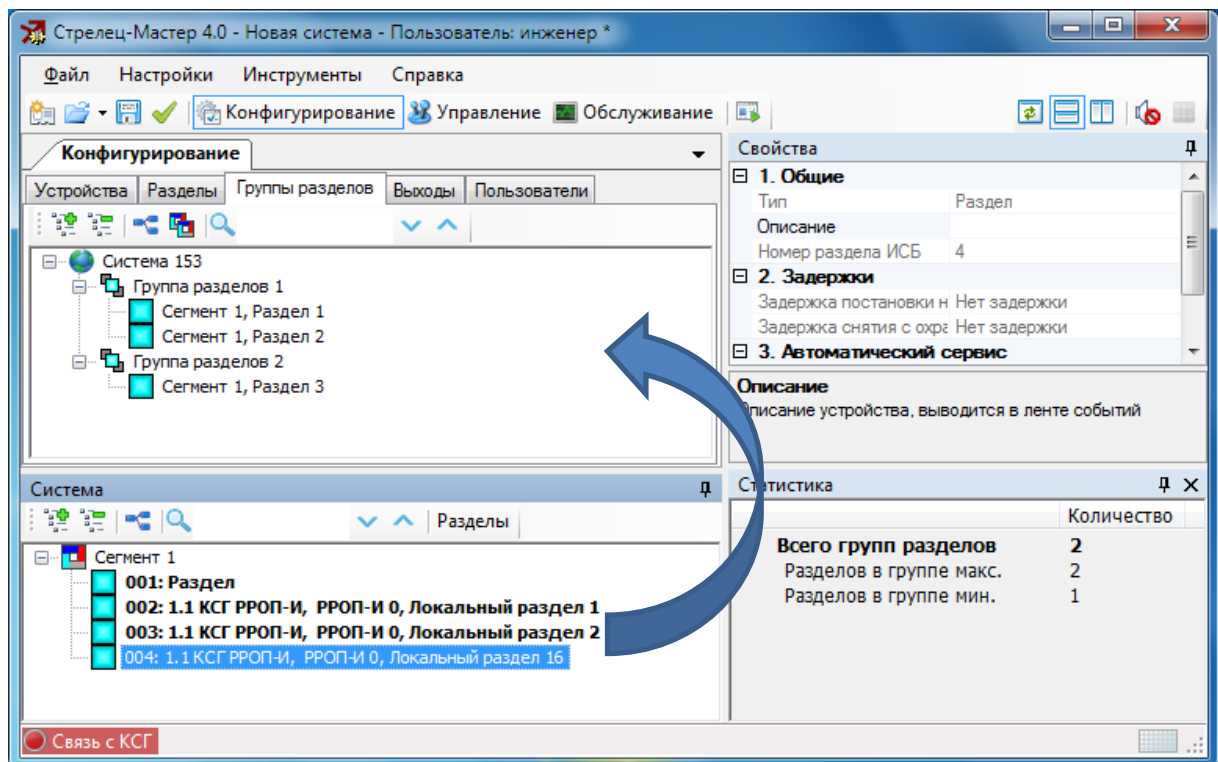 Стрелец-Мастер 4.0 - Новая система - Пользователь: инженер *
Файл Настройки Инструменты Справка
Конфигурирование Управление Обслуживание
Конфигурирование
Устройства Разделы Группы разделов Выходы Пользователи
Система 153
Группа разделов 1
Сегмент 1, Раздел 1
Сегмент 1, Раздел 2
Группа разделов 2
Сегмент 1, Раздел 3
Свойства
1. Общие
Тип Раздел
Описание
Номер раздела ИСБ 4
2. Задержки
Задержка постановки н Нет задержки
Задержка снятия с охра Нет задержки
3. Автоматический сервис
Описание
Описание устройства, выводится в ленте событий
Система
Разделы
Сегмент 1
001: Раздел
002: 1.1 КСГ РРОП-И, РРОП-И 0, Локальный раздел 1
003: 1.1 КСГ РРОП-И, РРОП-И 0, Локальный раздел 2
004: 1.1 КСГ РРОП-И, РРОП-И 0, Локальный раздел 16
Статистика
Количество
Всего групп разделов 2
Разделов в группе макс. 2
Разделов в группе мин. 1
Связь с КСГ